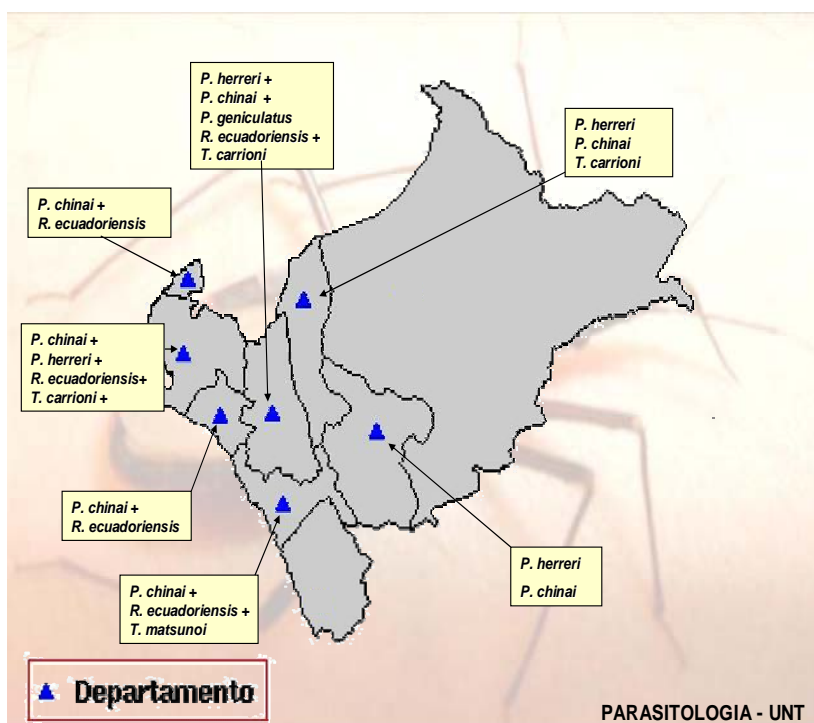 P. herreri +
P. chinai +
P. geniculatus
R. ecuadoriensis +
T. carrioni
P. herreri
P. chinai
T. carrioni
P. chinai +
R. ecuadoriensis
P. chinai +
P. herreri +
R. ecuadoriensis+
T. carrioni +
P. chinai +
R. ecuadoriensis
P. herreri
P. chinai
P. chinai +
R. ecuadoriensis +
T. matsunoi
Departamento
PARASITOLOGIA - UNT